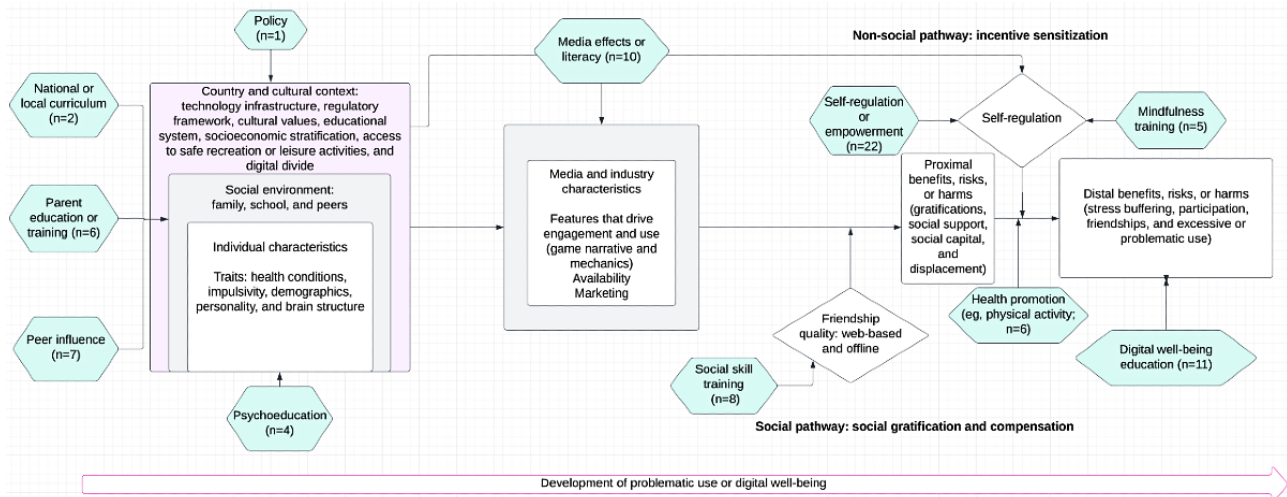 Policy
(n=1)
National or
local curriculum
(n=2)
Parent
education or
training (n=6)
Peer influence
(n=7)
Country and cultural context:
technology infrastructure, regulatory
framework, cultural values, educational
system, socioeconomic stratification, access
to safe recreation or leisure activities, and
digital divide
Social environment:
family, school, and peers
Individual characteristics
Traits: health conditions,
impulsivity, demographics,
personality, and brain structure
Psychoeducation
(n=4)
Media effects or
literacy (n=10)
Media and industry
characteristics
Features that drive
engagement and use
(game narrative and
mechanics)
Availability
Marketing
Non-social pathway: incentive sensitization
Self-regulation
or
empowerment
(n=22)
Self-regulation
Mindfulness
training (n=5)
Proximal
benefits, risks,
or harms
(gratifications,
social support,
social capital,
and
displacement)
Distal benefits, risks, or harms
(stress buffering, participation,
friendships, and excessive or
problematic use)
Friendship
quality: web-based
and offline
Health promotion
(eg, physical activity;
n=6)
Social skill
training
(n=8)
Digital well-being
education (n=11)
Social pathway: social gratification and compensation
Development of problematic use or digital well-being